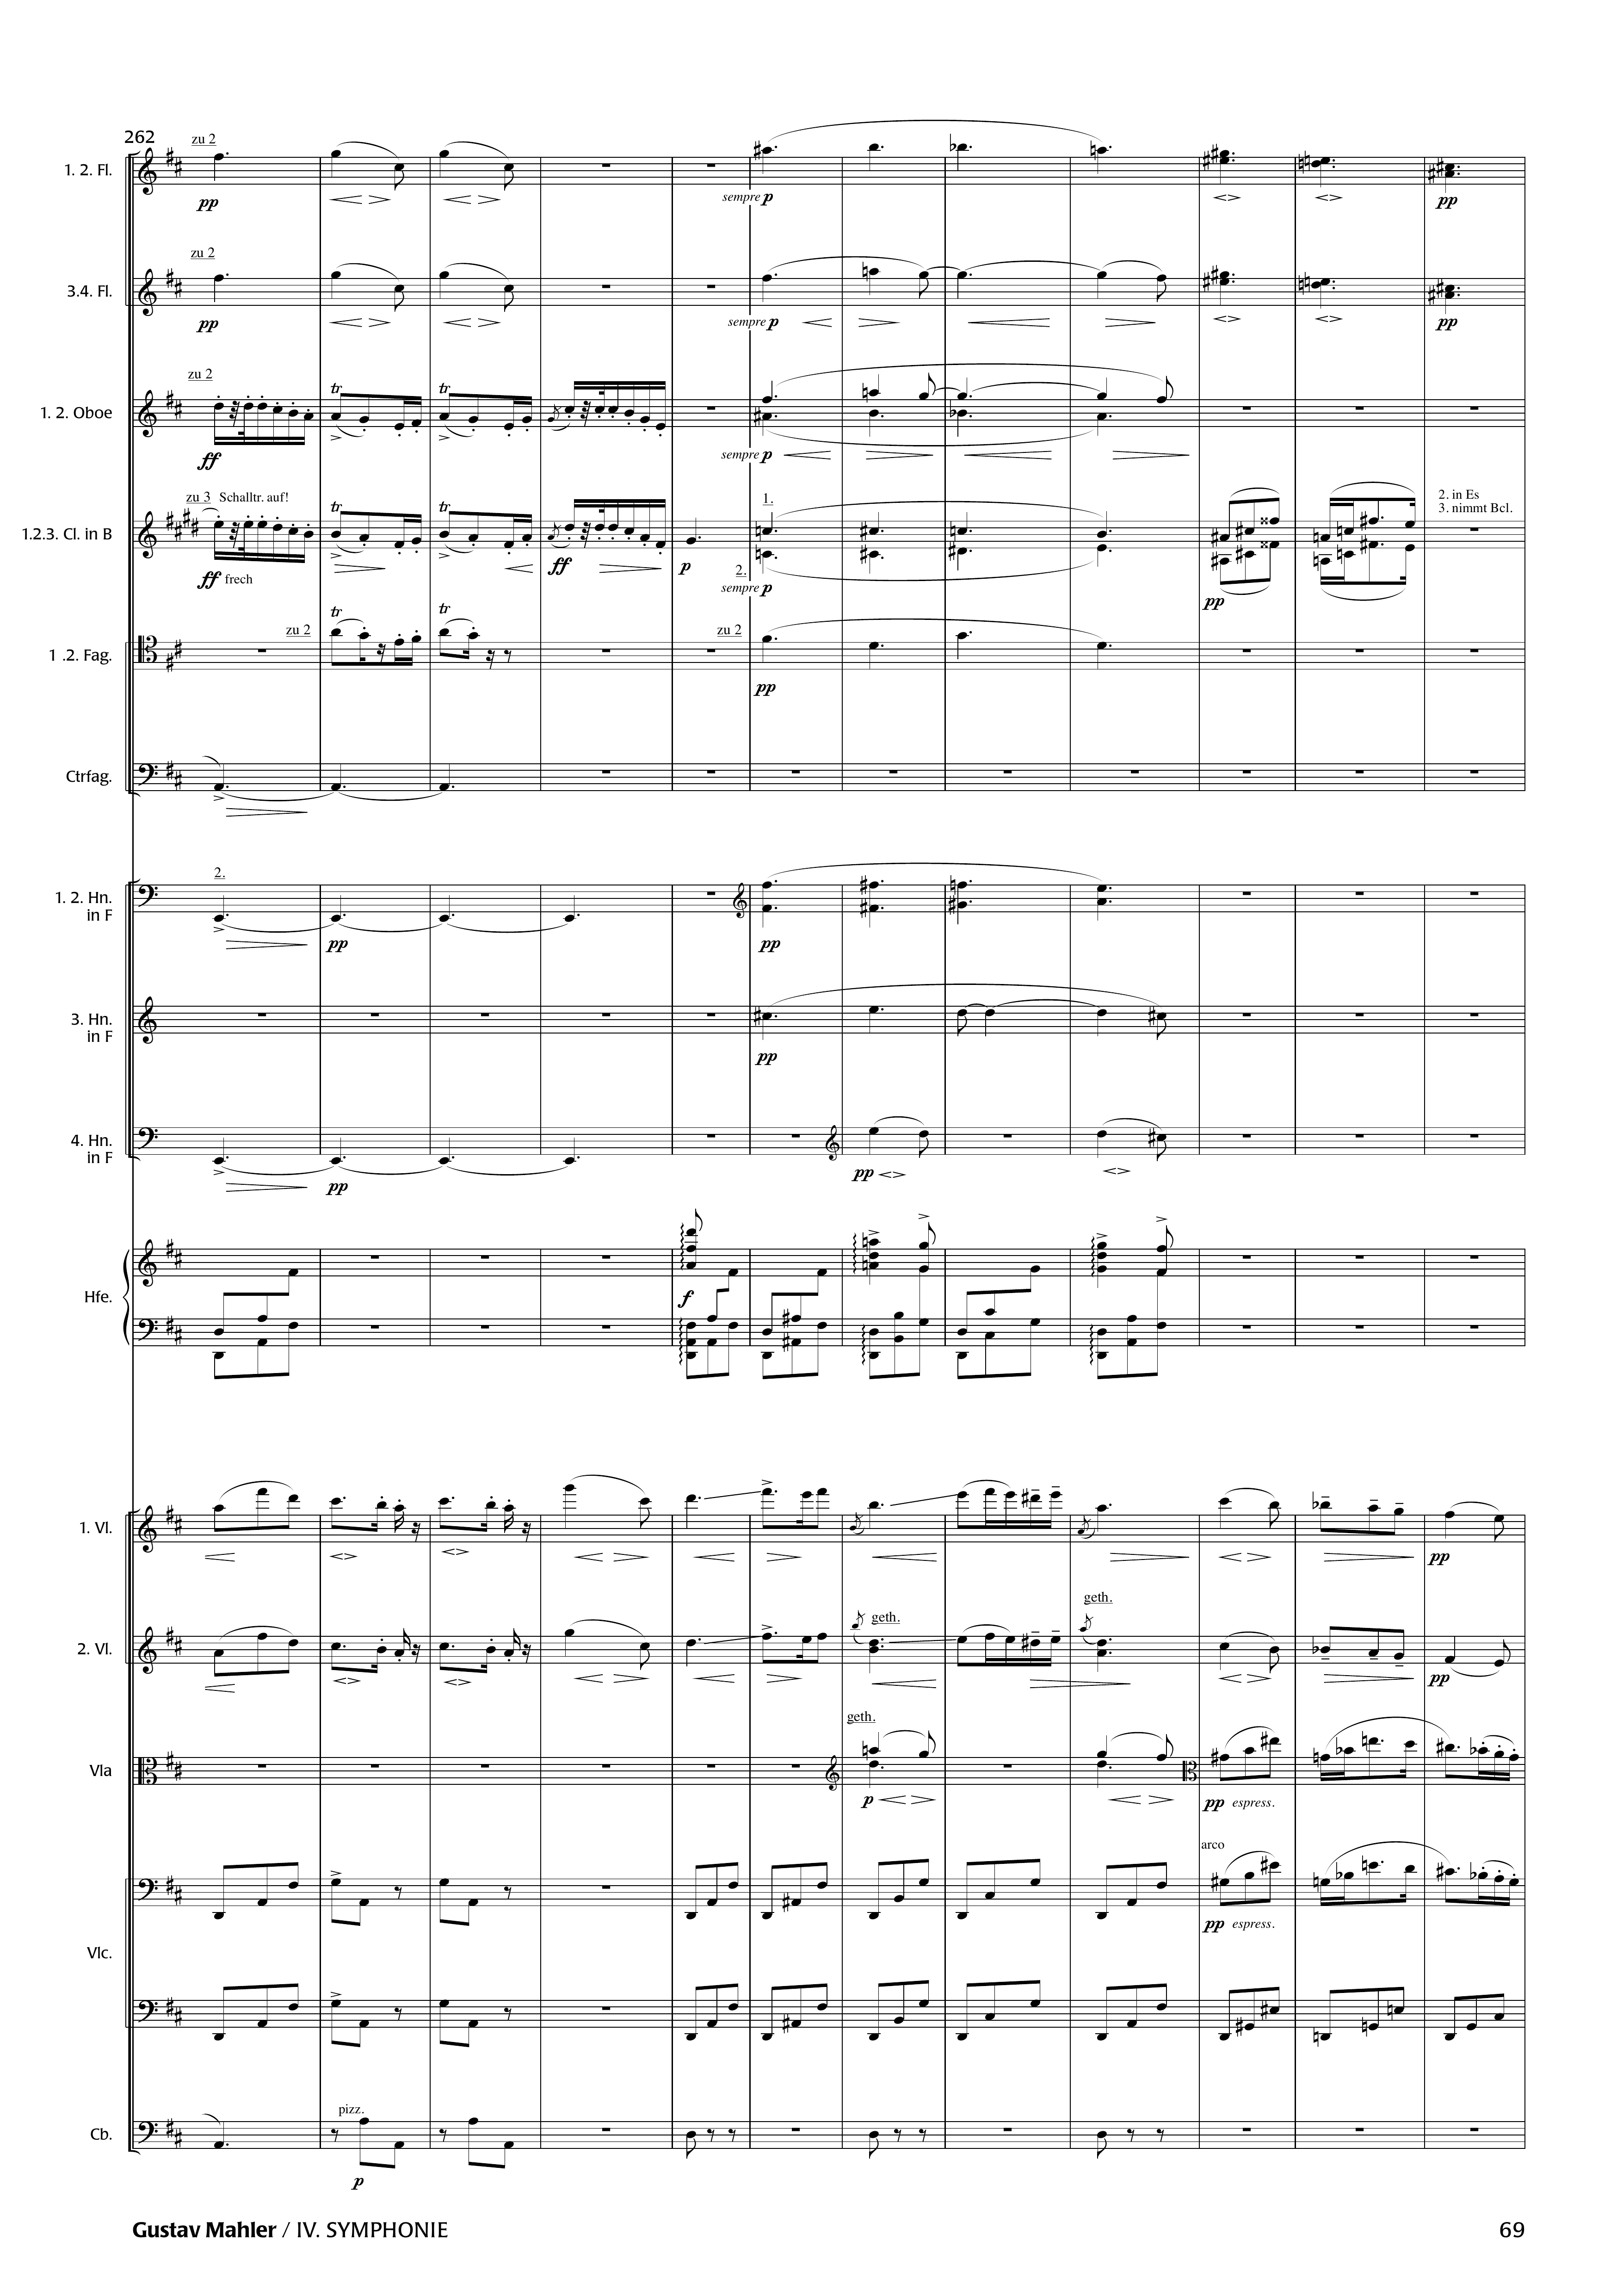 262
zu 2
1. 2. Fl.
pp
sempre p
pp
zu 2
3.4. Fl.
pp
sempre p
pp
zu 2
tr
tr
1. 2. Oboe
ff
sempre p
zu 3 Schalltr. auf!
tr
tr
1.
2. in Es
3. nimmt Bcl.
1.2.3. Cl. in B
ff frech
ff
p
2.
sempre p
pp
tr
tr
zu 2
zu 2
1 .2. Fag.
pp
Ctrfag.
2.
1. 2. Hn.
in F
pp
pp
3. Hn.
in F
pp
4. Hn.
in F
pp
pp
Hfe.
f
1. Vl.
pp
geth.
geth.
2. Vl.
pp
geth.
Vla
p
pp espress.
arco
pp espress.
Vlc.
pizz.
Cb.
p
Gustav Mahler / IV. SYMPHONIE
69